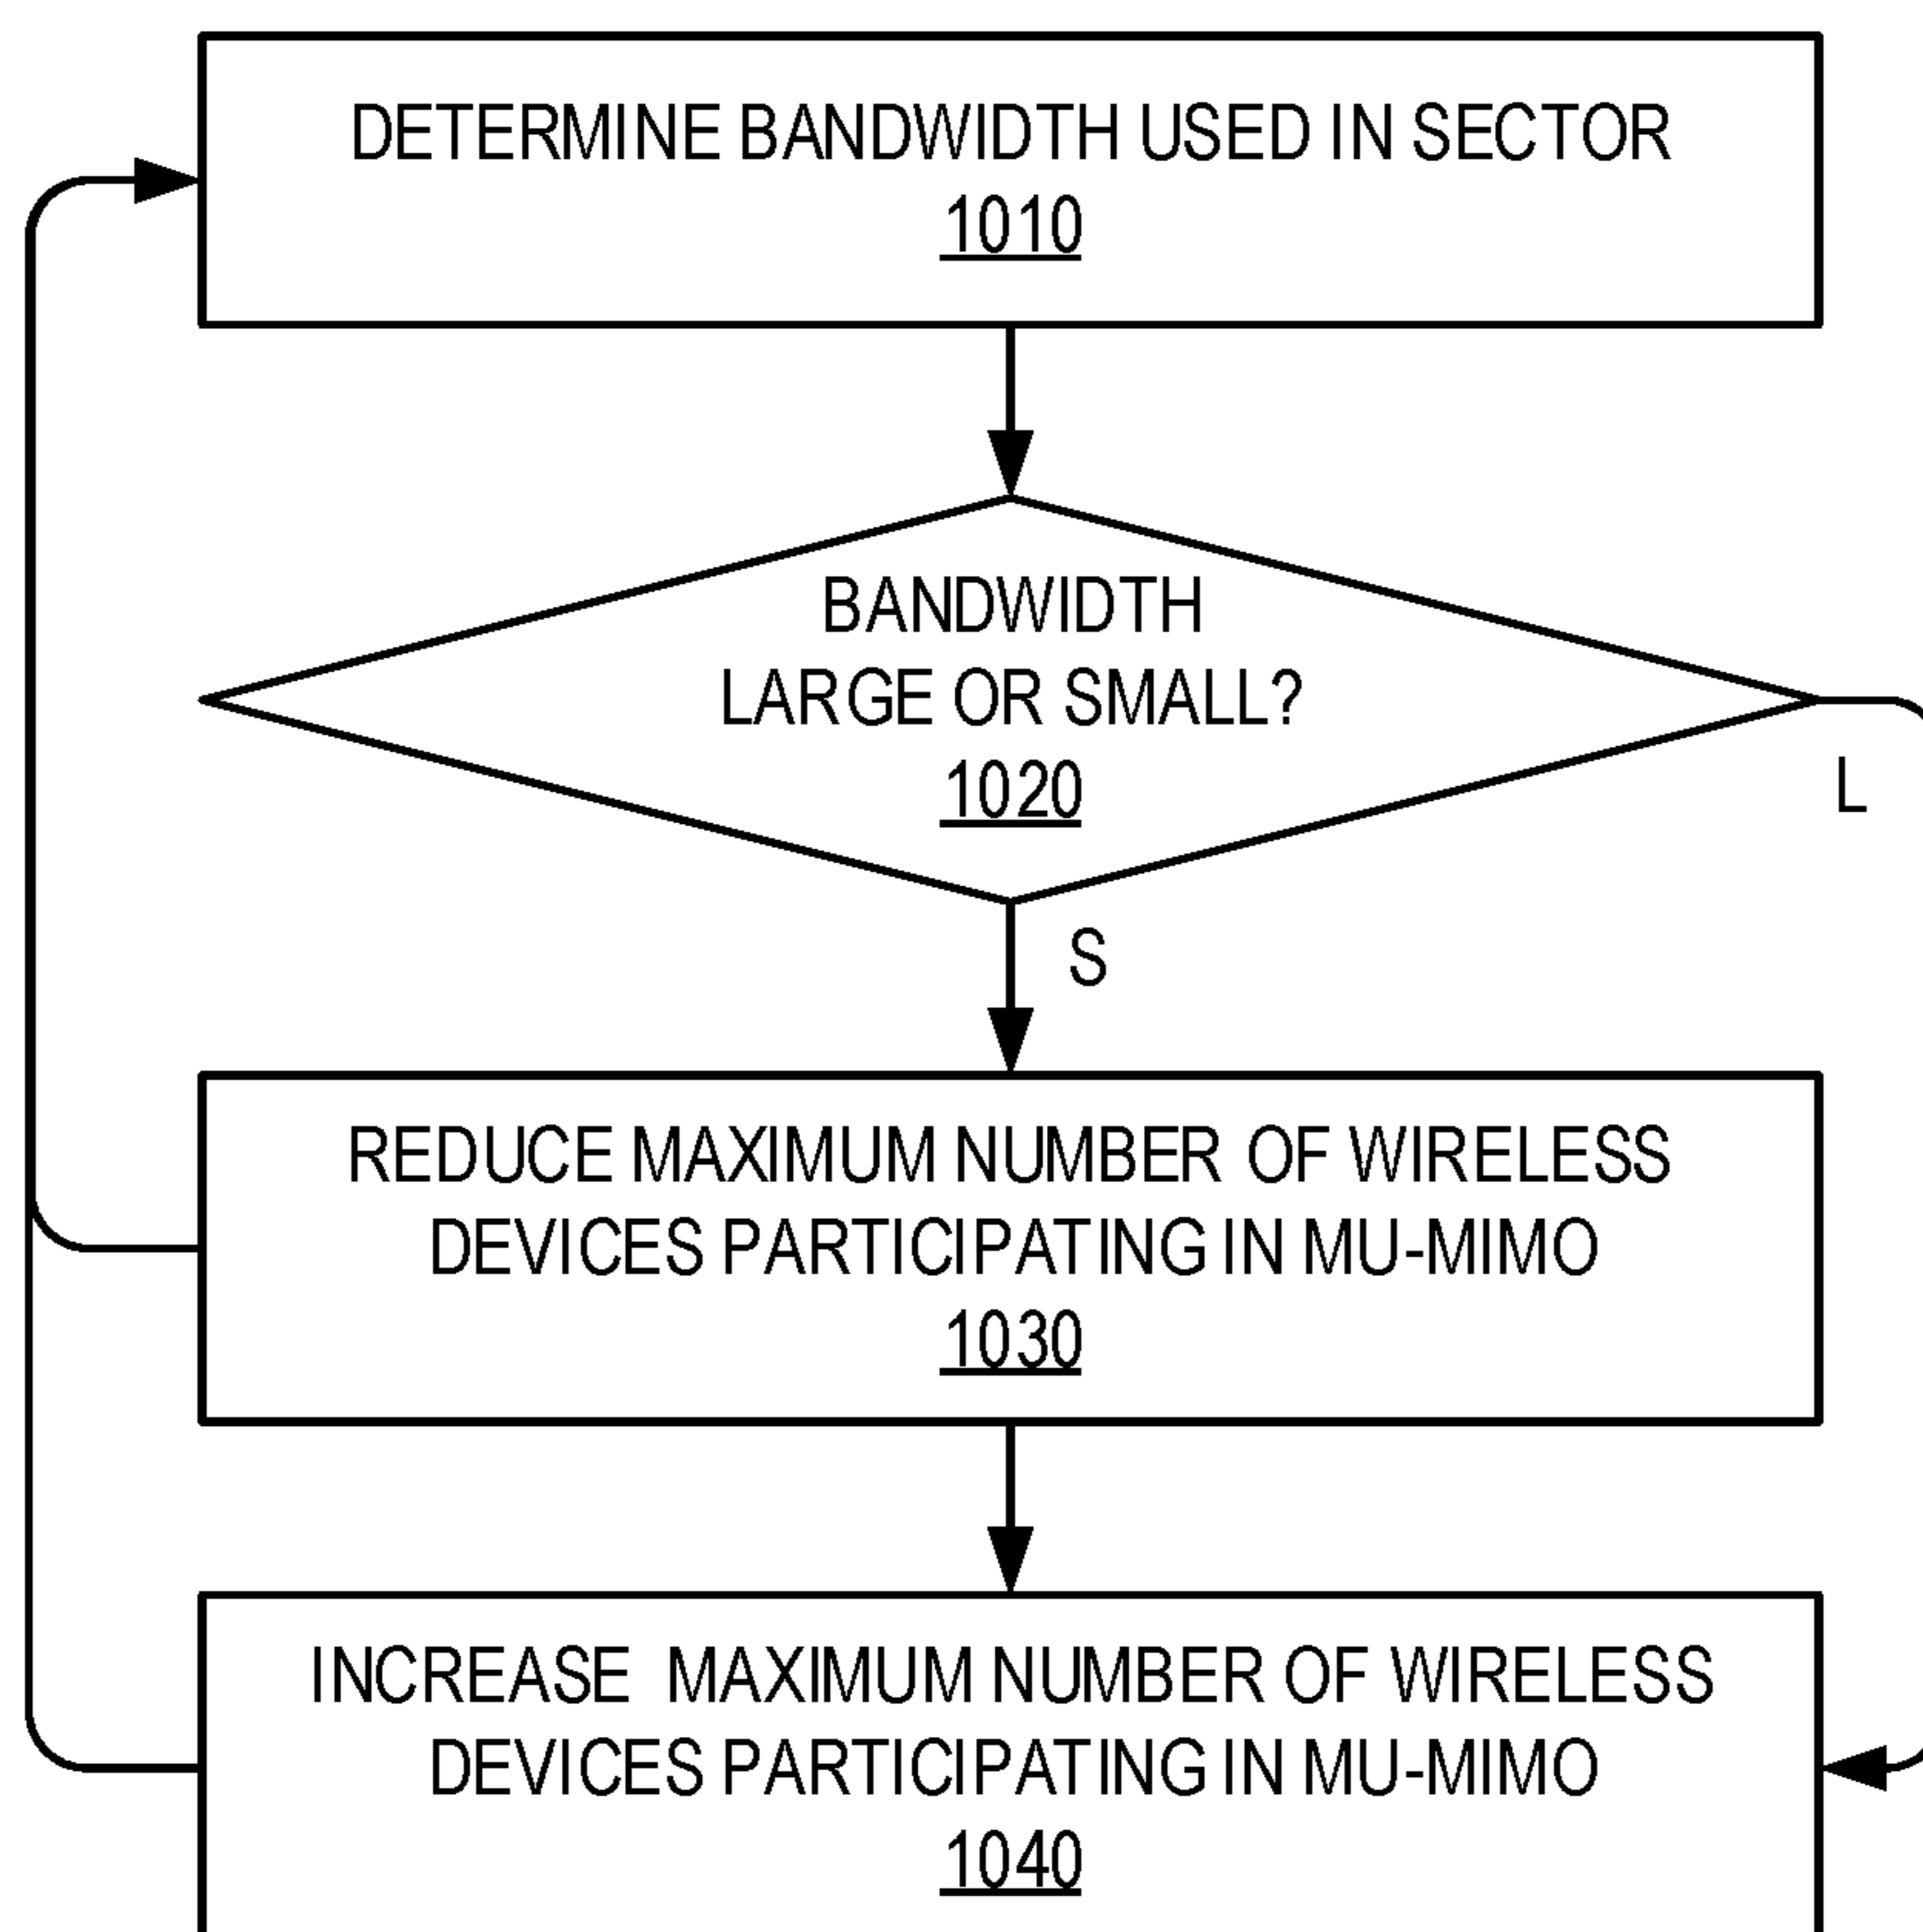 DETERMINE BANDWIDTH USED IN SECTOR
1010
BANDWIDTH
LARGE OR SMALL?
1020
L
S
REDUCE MAXIMUM NUMBER OF WIRELESS
DEVICES PARTICIPATING IN MU-MIMO
1030
INCREASE MAXIMUM NUMBER OF WIRELESS
DEVICES PARTICIPATING IN MU-MIMO
1040